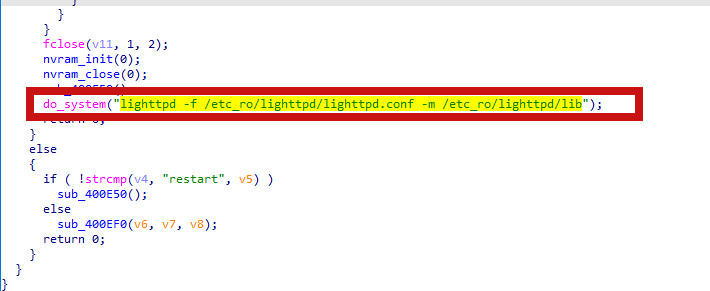 }
}
}
fclose(v11, 1, 2);
nvram_init(0);
nvram_close(0);
do_system("lighttpd -f /etc_ro/lighttpd/lighttpd.conf -m /etc_ro/lighttpd/lib");
return 0;
}
else
{
if ( !strcmp(v4, "restart", v5) )
sub_400E50();
else
sub_400EF0(v6, v7, v8);
return 0;
}
}
}